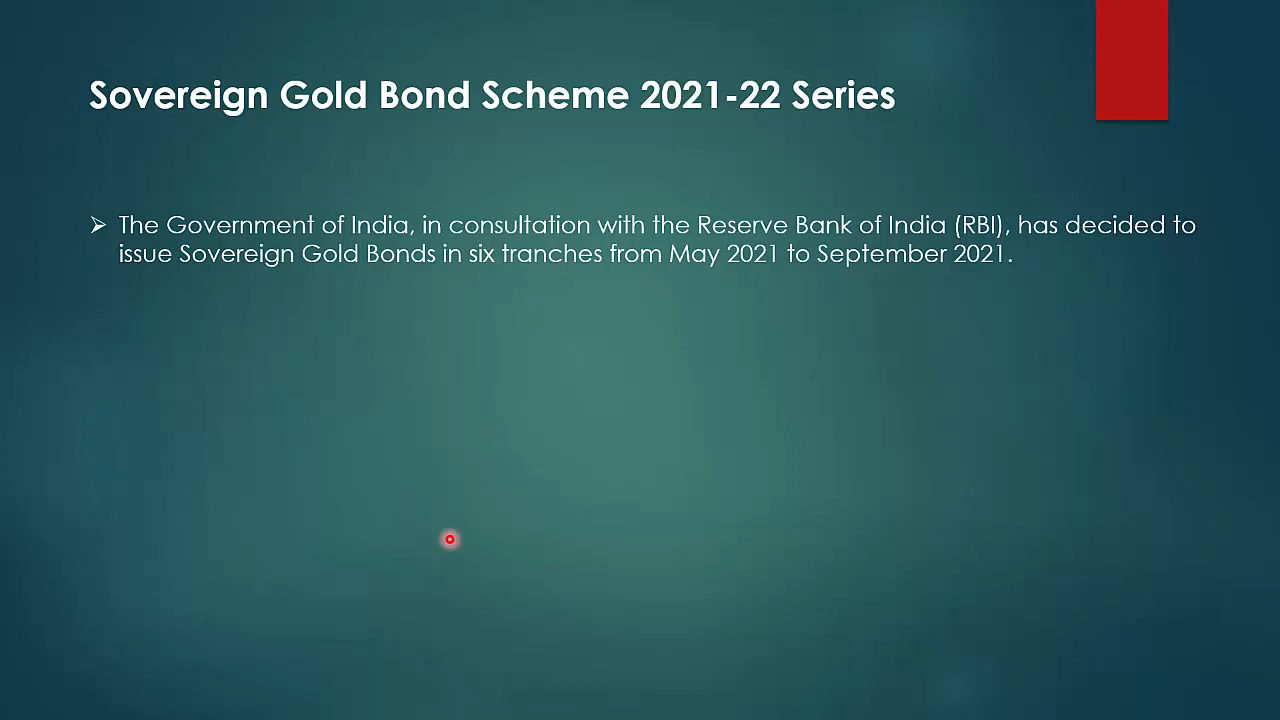 Sovereign Gold Bond Scheme 2021-22 Series
The Government of India, in consultation with the Reserve Bank of India (RBI), has decided to
issue Sovereign Gold Bonds in six tranches from May 2021 to September 2021.